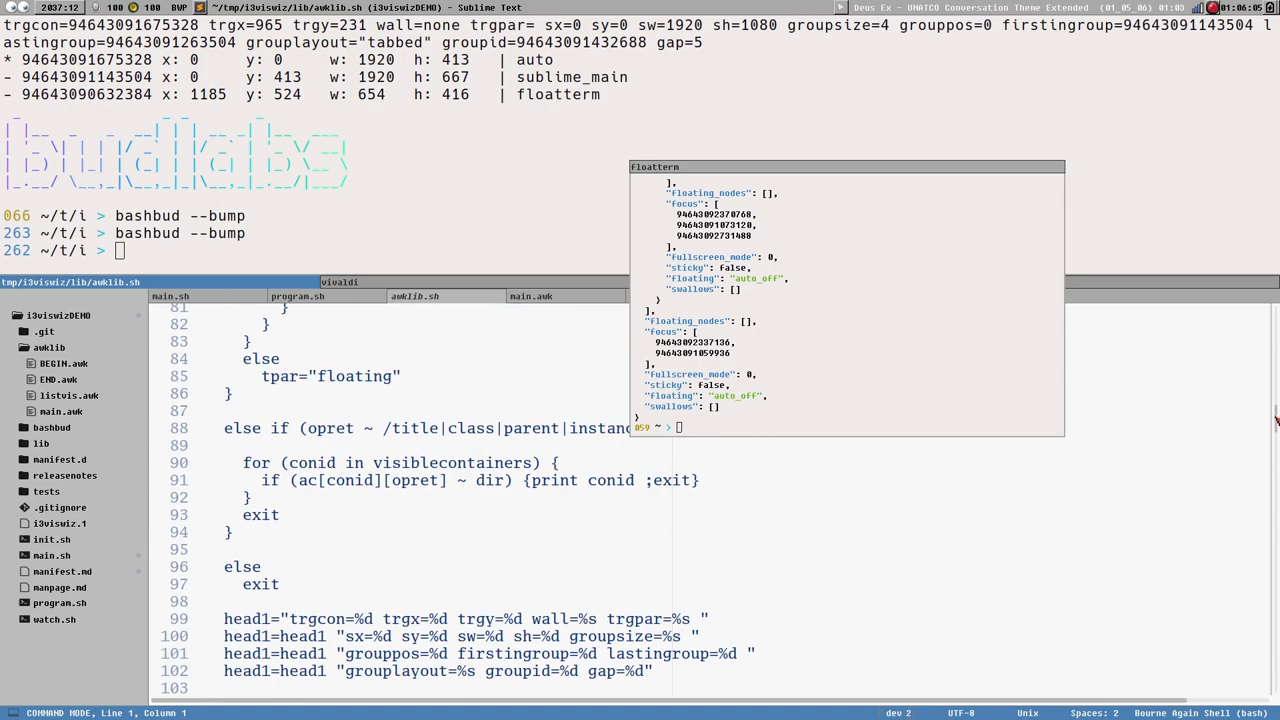 2037:12 100 100 BWP ~/tmp/i3viswiz/lib/awklib.sh (i3viswizDEMO) - Sublime Text
Deus Ex - UNATCO Conversation Theme Extended (01_05_06) 01:03 01:06:05
trgcon=94643091675328 trgx=960 trgy=231 wall=none trgpar= sx=0 sy=0 sw=1920 sh=1080 groupsize=4 grouppos=0 firstingroup=94643091143504 l
astingroup=94643091263504 grouplayout="tabbed" groupid=94643091432688 gap=5
* 94643091675328 x: 0 y: 0 w: 1920 h: 413 | auto
- 94643091143504 x: 0 y: 413 w: 1920 h: 667 | sublime_main
- 94643090632384 x: 1185 y: 524 w: 654 h: 416 | floatterm
budlabs
066 ~/t/i > bashbud --bump
263 ~/t/i > bashbud --bump
262 ~/t/i >
floatterm
],
"floating_nodes": [],
"focus": [
94643092370768,
94643091073120,
94643092731488
],
"fullscreen_mode": 0,
"sticky": false,
"floating": "auto_off",
"swallows": []
}
],
"floating_nodes": [],
"focus": [
94643092337136,
94643091059936
],
"fullscreen_mode": 0,
"sticky": false,
"floating": "auto_off",
"swallows": []
}
059 ~ >
tmp/i3viswiz/lib/awklib.sh vivaldi
main.sh program.sh awklib.sh main.awk
i3viswizDEMO
.git
awklib
BEGIN.awk
END.awk
listvis.awk
main.awk
bashbud
lib
manifest.d
releasenotes
tests
.gitignore
i3viswiz.1
init.sh
main.sh
manifest.md
manpage.md
program.sh
watch.sh
81 }
82 }
83 }
84 else
85 tpar="floating"
86 }
87
88 else if (opret ~ /title|class|parent|instanc
89
90 for (conid in visiblecontainers) {
91 if (ac[conid][opret] ~ dir) {print conid ;exit}
92 }
93 exit
94 }
95
96 else
97 exit
98
99 head1="trgcon=%d trgx=%d trgy=%d wall=%s trgpar=%s "
100 head1=head1 "sx=%d sy=%d sw=%d sh=%d groupsize=%s "
101 head1=head1 "grouppos=%d firstingroup=%d lastingroup=%d "
102 head1=head1 "grouplayout=%s groupid=%d gap=%d"
103
COMMAND MODE, Line 1, Column 1 dev 2 UTF-8 Unix Spaces: 2 Bourne Again Shell (bash)